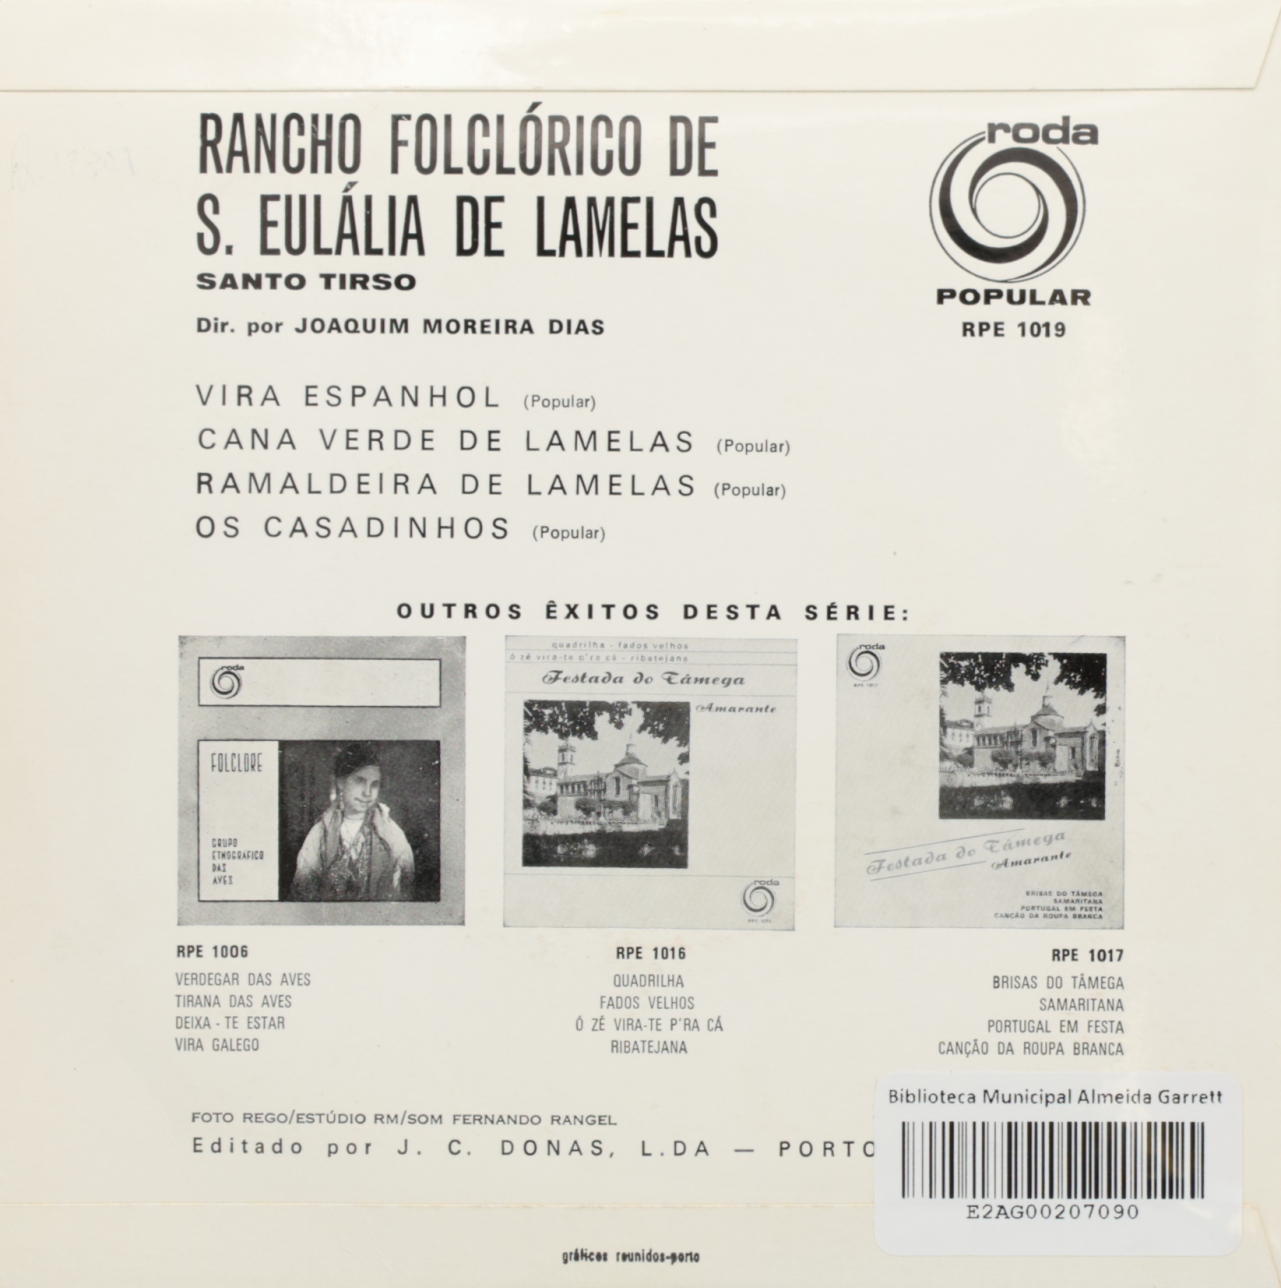 RANCHO FOLCLÓRICO DE
S. EULÁLIA DE LAMELAS
SANTO TIRSO
Dir. por JOAQUIM MOREIRA DIAS
roda
POPULAR
RPE 1019
VIRA ESPANHOL (Popular)
CANA VERDE DE LAMELAS (Popular)
RAMALDEIRA DE LAMELAS (Popular)
OS CASADINHOS (Popular)
OUTROS ÊXITOS DESTA SÉRIE:
roda
FOLCLORE
GRUPO
ETNOGRÁFICO
DAS
AVES
quadrilha - fados velhos
ó zé vira-te p'ra cá - ribatejana
Festada do Tâmega
Amarante
roda
roda
RPE 1017
Festada do Tâmega
Amarante
BRISAS DO TÂMEGA
SAMARITANA
PORTUGAL EM FESTA
CANÇÃO DA ROUPA BRANCA
RPE 1006
VERDEGAR DAS AVES
TIRANA DAS AVES
DEIXA - TE ESTAR
VIRA GALEGO
RPE 1016
QUADRILHA
FADOS VELHOS
Ó ZÉ VIRA-TE P'RA CÁ
RIBATEJANA
RPE 1017
BRISAS DO TÂMEGA
SAMARITANA
PORTUGAL EM FESTA
CANÇÃO DA ROUPA BRANCA
FOTO REGO/ESTÚDIO RM/SOM FERNANDO RANGEL
Editado por J. C. DONAS, L.DA — PORTO
Biblioteca Municipal Almeida Garrett
E2AG00207090
gráficos reunidos-porto